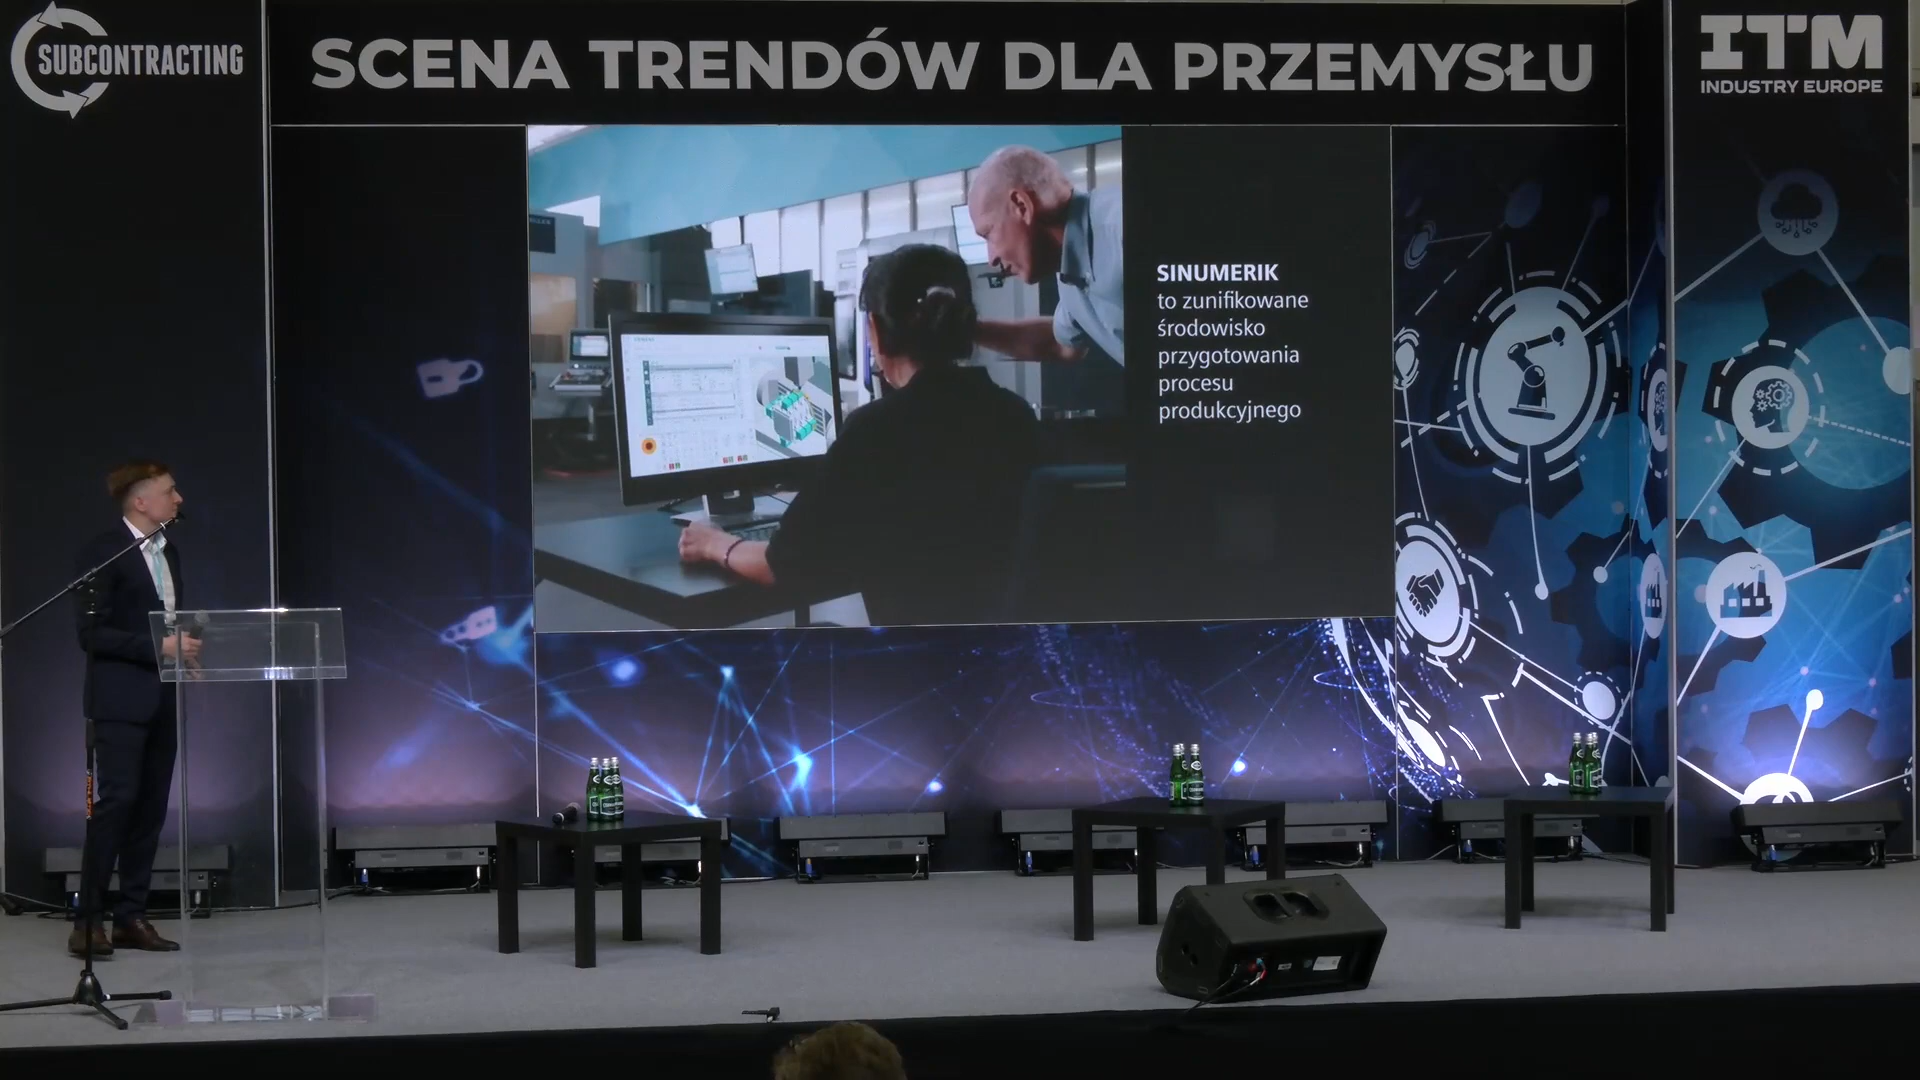 SUBCONTRACTING
SCENA TRENDÓW DLA PRZEMYSŁU
ITM
INDUSTRY EUROPE
SINUMERIK
to zunifikowane
środowisko
przygotowania
procesu
produkcyjnego